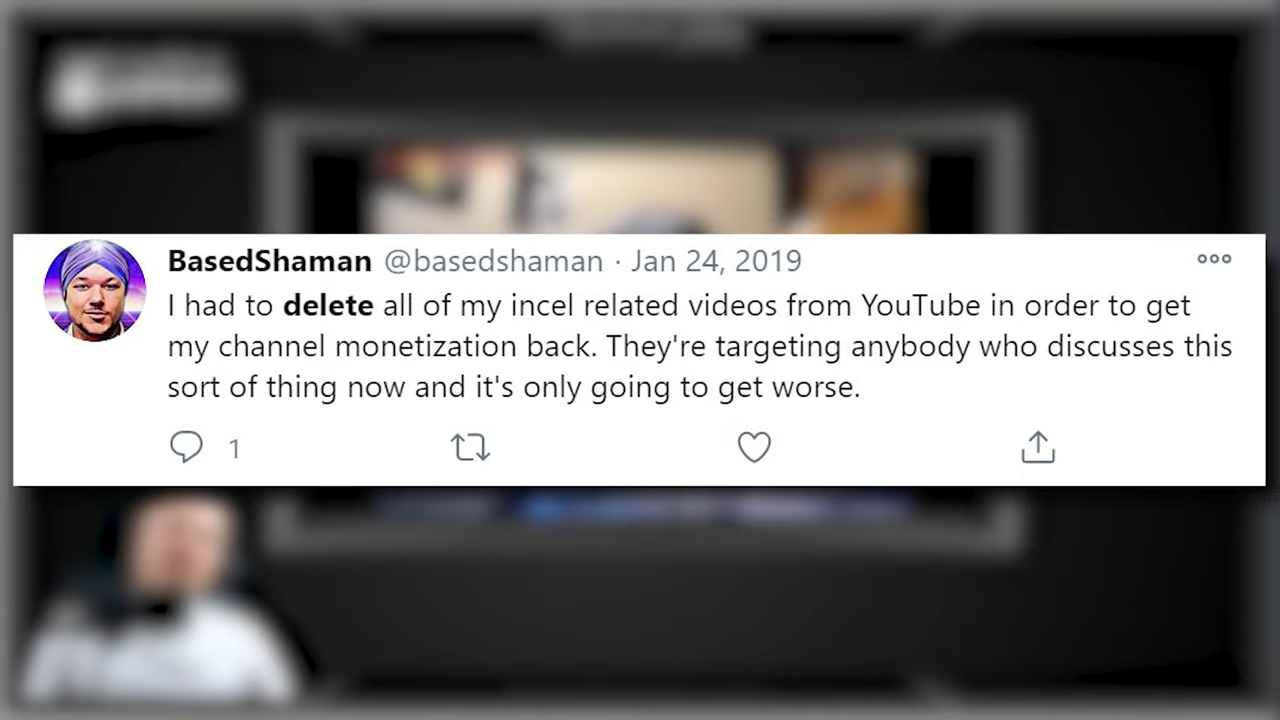 BasedShaman @basedshaman · Jan 24, 2019
I had to delete all of my incel related videos from YouTube in order to get
my channel monetization back. They're targeting anybody who discusses this
sort of thing now and it's only going to get worse.
1